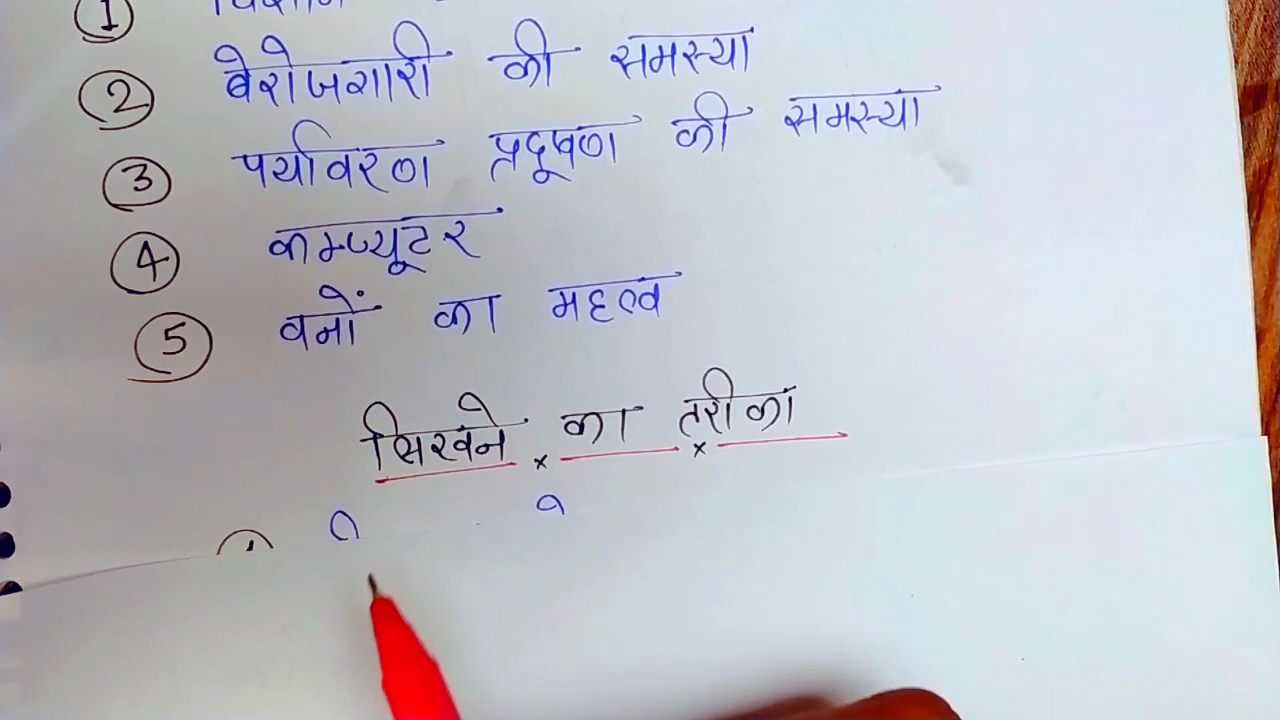 ①
② बेरोजगारी की समस्या
③ पर्यावरण प्रदूषण की समस्या
④ कम्प्यूटर
⑤ वनों का महत्व
सिखने का तरीका